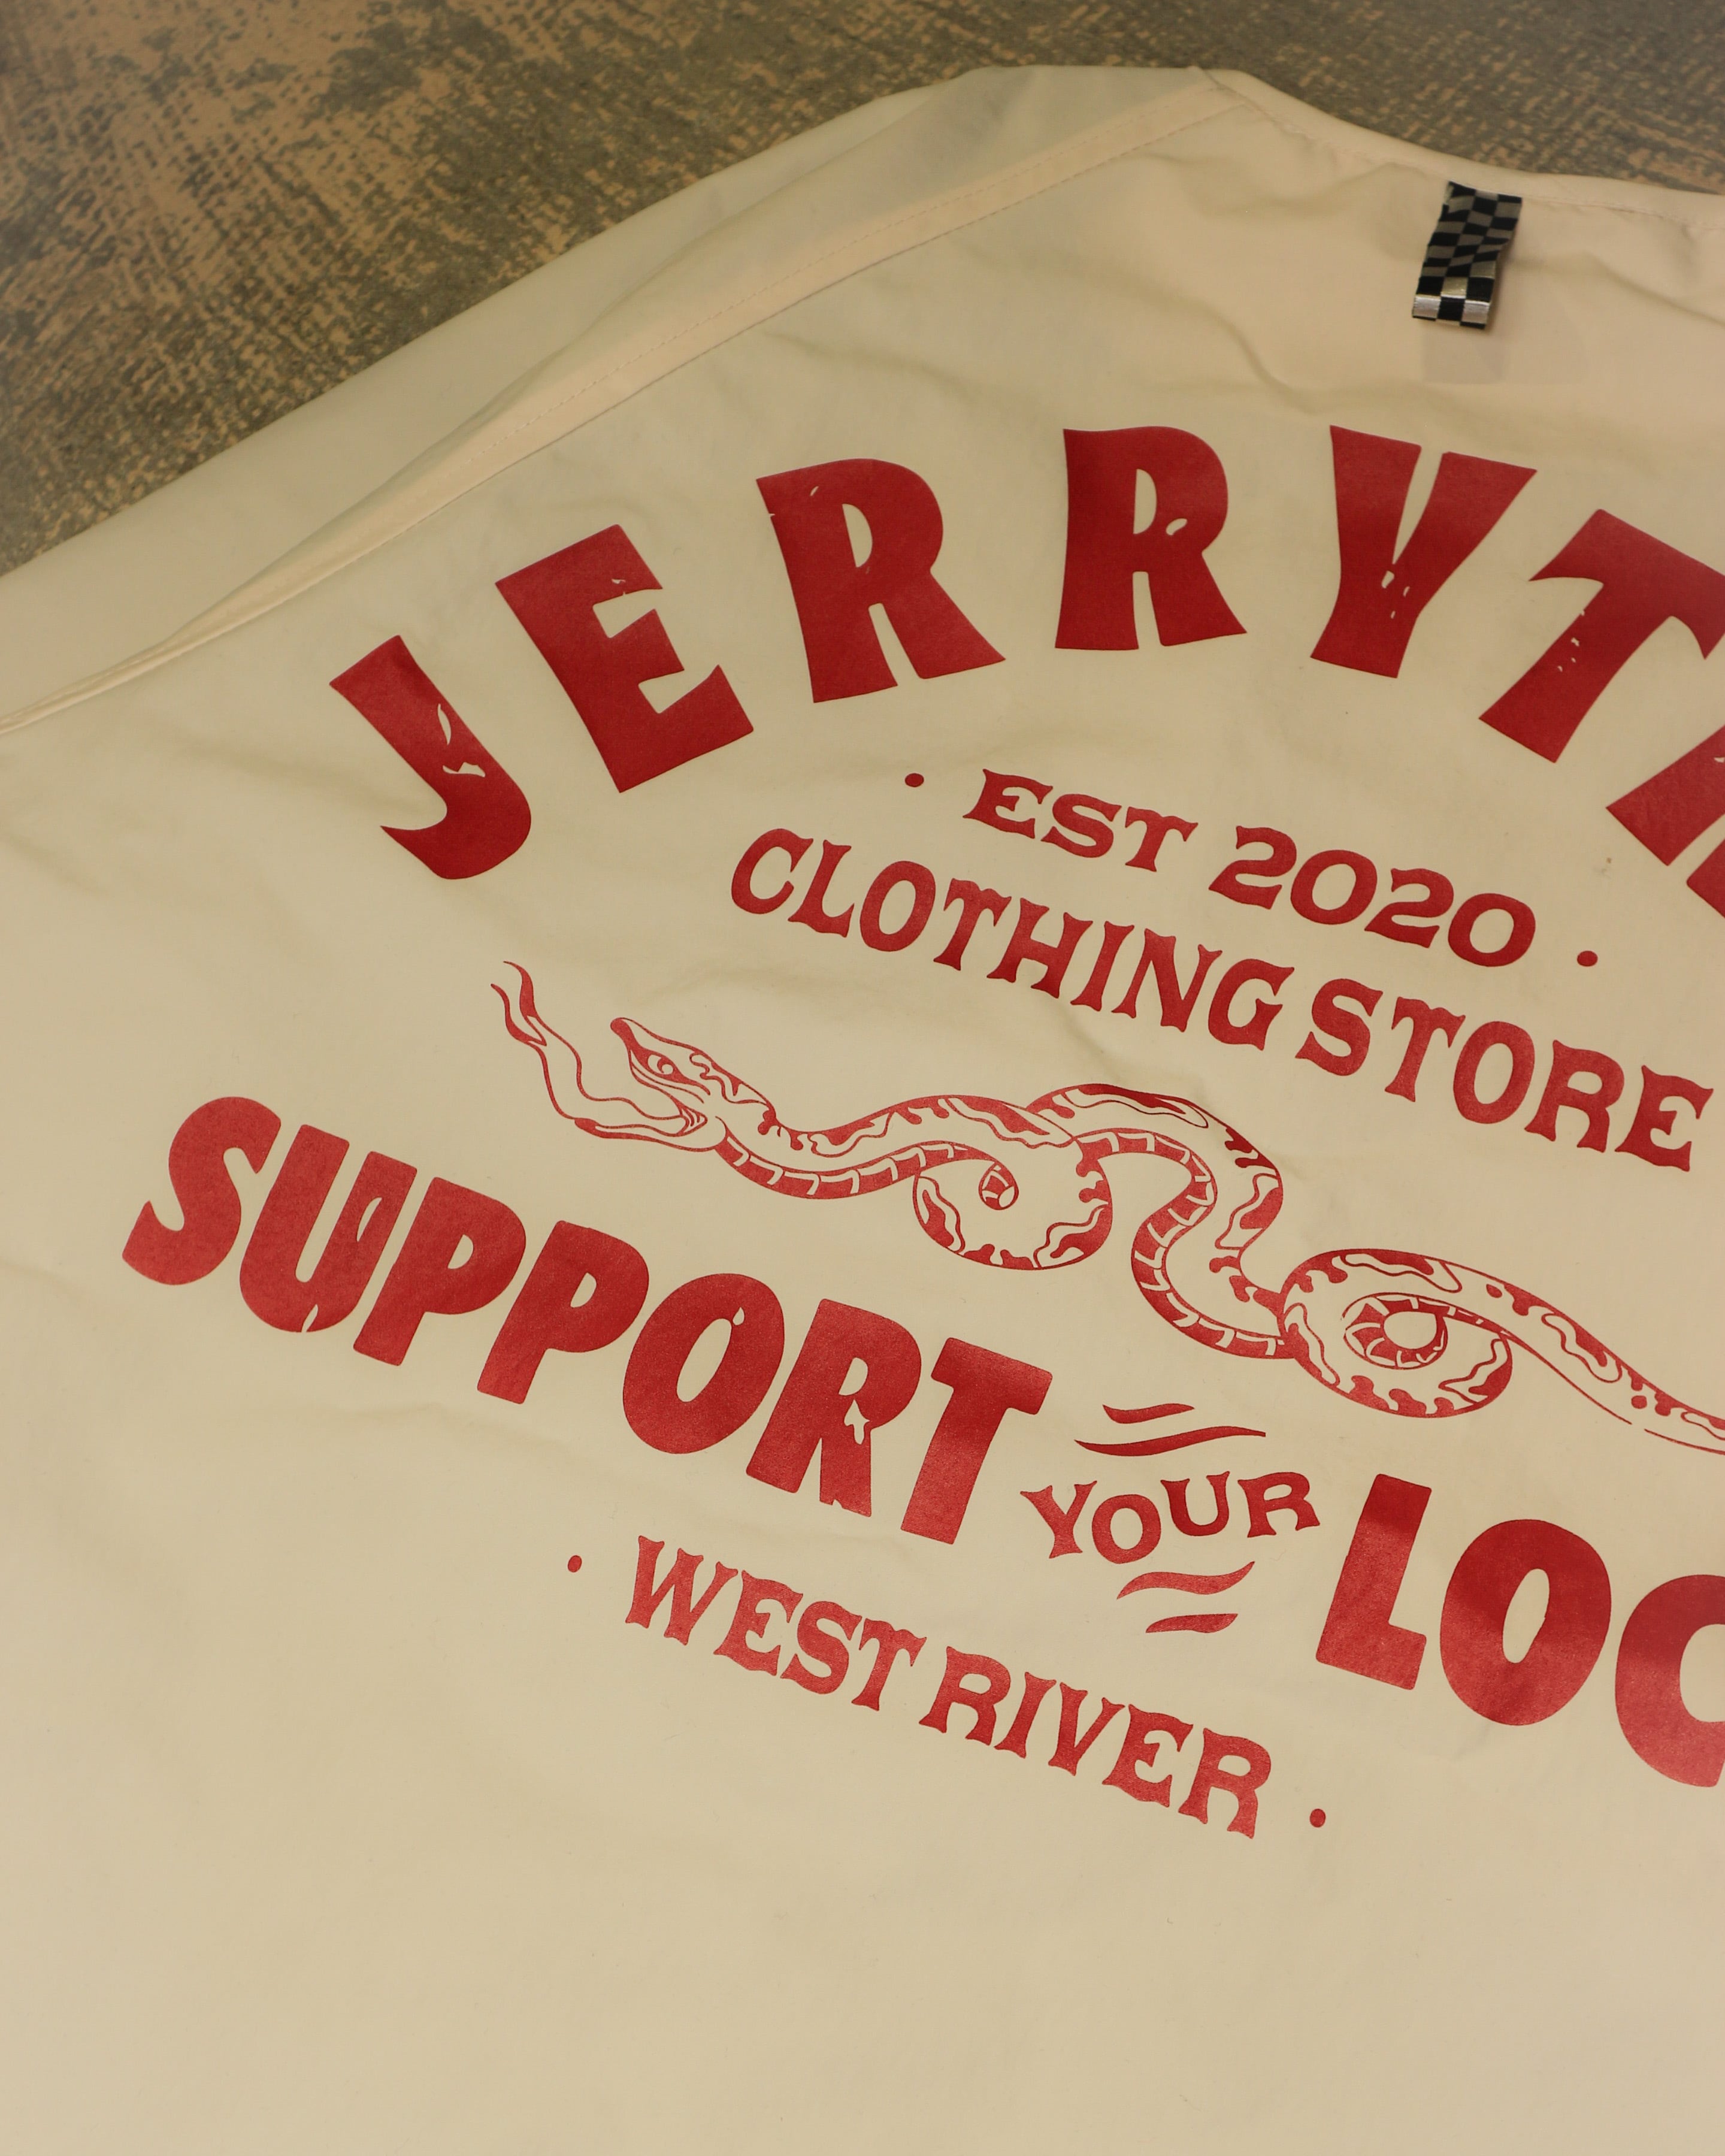 JERRYT
· EST 2020 ·
CLOTHING STORE
SUPPORT YOUR LOC
· WEST RIVER ·